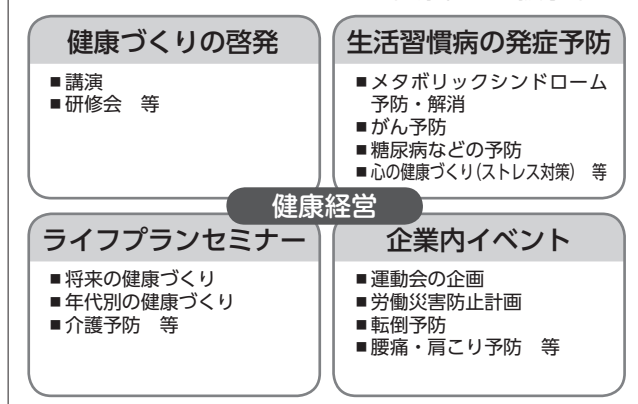 健康づくりの啓発
■講演
■研修会　等
生活習慣病の発症予防
■メタボリックシンドローム
予防・解消
■がん予防
■糖尿病などの予防
■心の健康づくり(ストレス対策)　等
健康経営
ライフプランセミナー
■将来の健康づくり
■年代別の健康づくり
■介護予防　等
企業内イベント
■運動会の企画
■労働災害防止計画
■転倒予防
■腰痛・肩こり予防　等